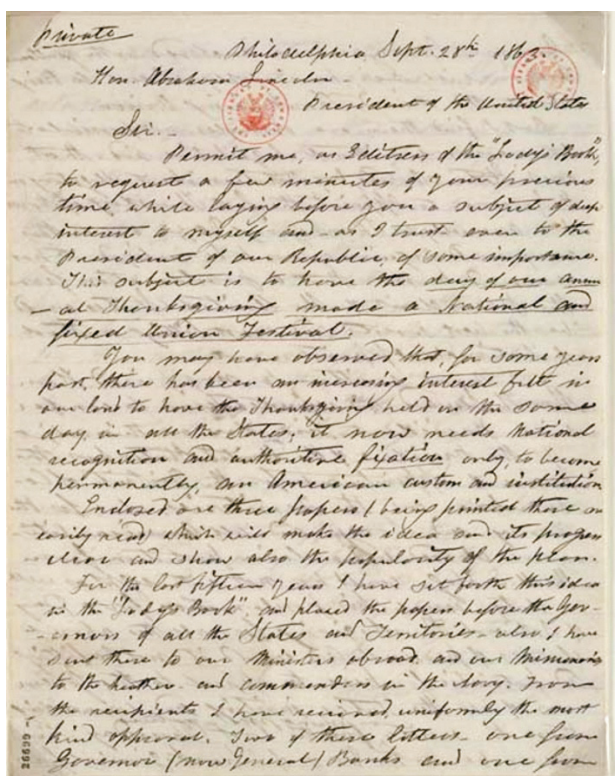 Private
Philadelphia Sept. 28th 1863
Hon. Abraham Lincoln -
President of the United States
Sir. -
Permit me, as Editress of the "Lady's Book",
to request a few minutes of your precious
time, while laying before you a subject of deep
interest to myself and - as I trust - even to the
President of our Republic, of some importance.
This subject is to have the day of our annu
- al Thanksgiving made a National and
fixed Union Festival.
You may have observed that, for some years
past, there has been an increasing interest felt in
our land to have the Thanksgiving held on the same
day, in all the States; it now needs National
recognition and authoritive fixation, only, to become
permanently, an American custom and institution.
Enclosed are three papers (being printed these are
easily read) which will make the idea and its progress
clear and show also the popularity of the plan.
For the last fifteen years I have set forth this idea
in the "Lady's Book", and placed the papers before the Gov-
-ernors of all the States and Territories - also I have
sent these to our Ministers abroad, and our Missionaries
to the heathen - and commanders in the Navy. From
the recipients I have received, uniformly the most
kind approval. Two of these letters, one from
Governor (now General) Banks and one from
26699